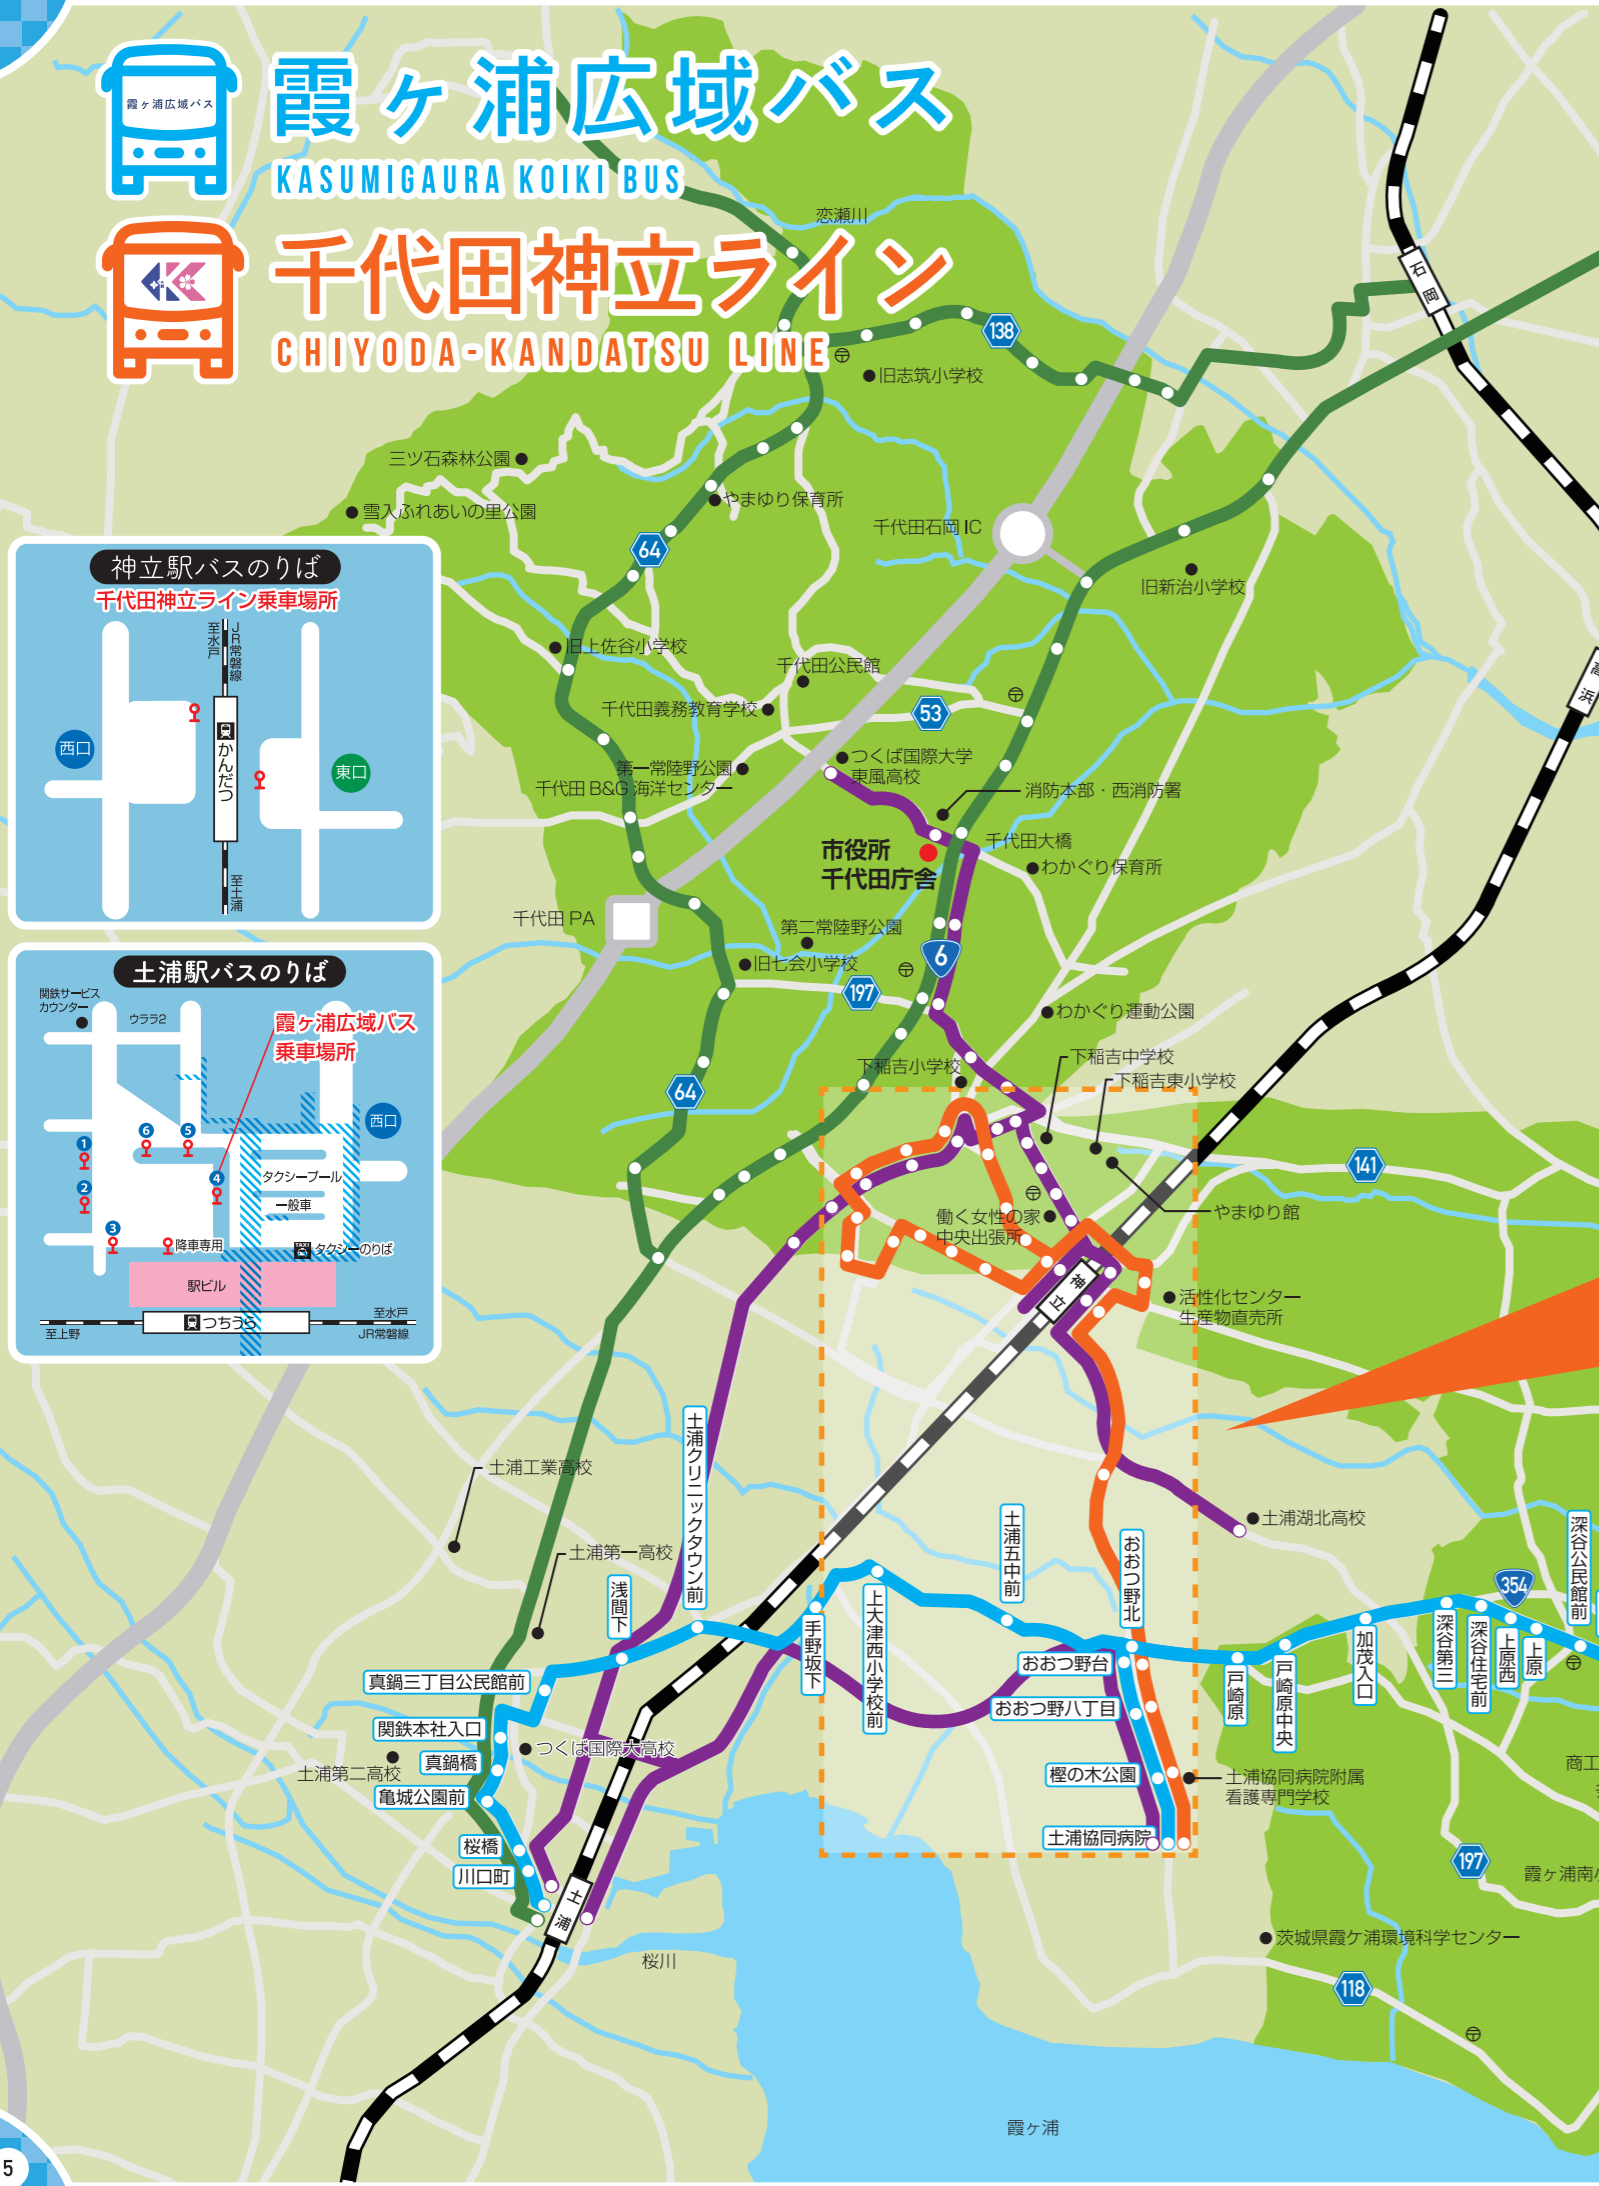 霞ヶ浦広域バス
霞ヶ浦広域バス
KASUMIGAURA KOIKI BUS
千代田神立ライン
CHIYODA-KANDATSU LINE
恋瀬川
138
旧志筑小学校
石岡
三ツ石森林公園
雪入ふれあいの里公園
やまゆり保育所
千代田石岡IC
64
旧新治小学校
旧上佐谷小学校
千代田公民館
千代田義務教育学校
53
高浜
第一常陸野公園
千代田B&G海洋センター
つくば国際大学
東風高校
消防本部・西消防署
市役所
千代田庁舎
千代田大橋
わかぐり保育所
千代田PA
第二常陸野公園
旧七会小学校
6
197
わかぐり運動公園
下稲吉小学校
下稲吉中学校
下稲吉東小学校
64
141
働く女性の家
中央出張所
やまゆり館
神立
活性化センター
生産物直売所
神立駅バスのりば
千代田神立ライン乗車場所
至水戸
JR常磐線
西口
かんだつ
東口
至土浦
土浦駅バスのりば
関鉄サービス
カウンター
ウララ2
霞ヶ浦広域バス
乗車場所
西口
1
6
5
2
4
タクシープール
一般車
3
降車専用
タクシーのりば
駅ビル
つちうら
至水戸
至上野
JR常磐線
土浦工業高校
土浦第一高校
土浦クリニックタウン前
浅間下
土浦五中前
おおつ野北
土浦湖北高校
深谷公民館前
354
手野坂下
上大津西小学校前
真鍋三丁目公民館前
おおつ野台
おおつ野八丁目
戸崎原
戸崎原中央
加茂入口
深谷第三
深谷住宅前
上原西
上原
関鉄本社入口
真鍋橋
つくば国際大高校
土浦第二高校
亀城公園前
樫の木公園
土浦協同病院附属
看護専門学校
商工
桜橋
川口町
土浦協同病院
197
霞ヶ浦南小
土浦
茨城県霞ケ浦環境科学センター
桜川
118
霞ヶ浦
5